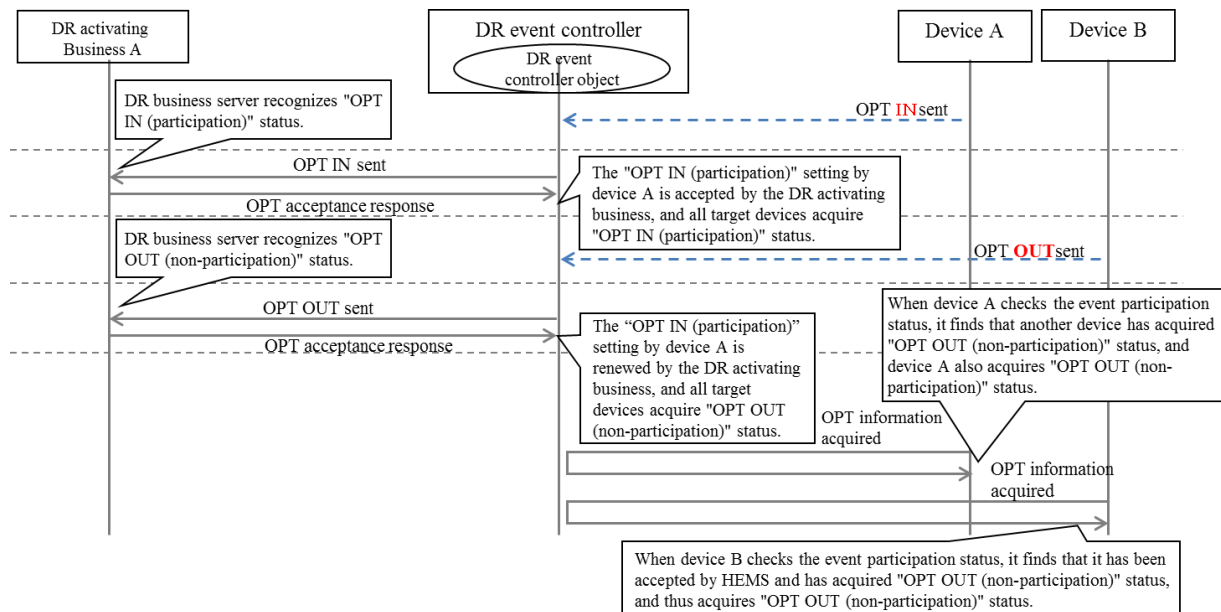 DR activating
Business A
DR event controller
DR event
controller object
Device A
Device B
DR business server recognizes "OPT
IN (participation)" status.
OPT IN sent
OPT IN sent
OPT acceptance response
The "OPT IN (participation)" setting by
device A is accepted by the DR activating
business, and all target devices acquire
"OPT IN (participation)" status.
DR business server recognizes "OPT
OUT (non-participation)" status.
OPT OUT sent
OPT OUT sent
OPT acceptance response
The “OPT IN (participation)”
setting by device A is
renewed by the DR activating
business, and all target
devices acquire "OPT OUT
(non-participation)" status.
When device A checks the event participation
status, it finds that another device has acquired
"OPT OUT (non-participation)" status, and
device A also acquires "OPT OUT (non-
participation)" status.
OPT information
acquired
OPT information
acquired
When device B checks the event participation status, it finds that it has been
accepted by HEMS and has acquired "OPT OUT (non-participation)" status,
and thus acquires "OPT OUT (non-participation)" status.